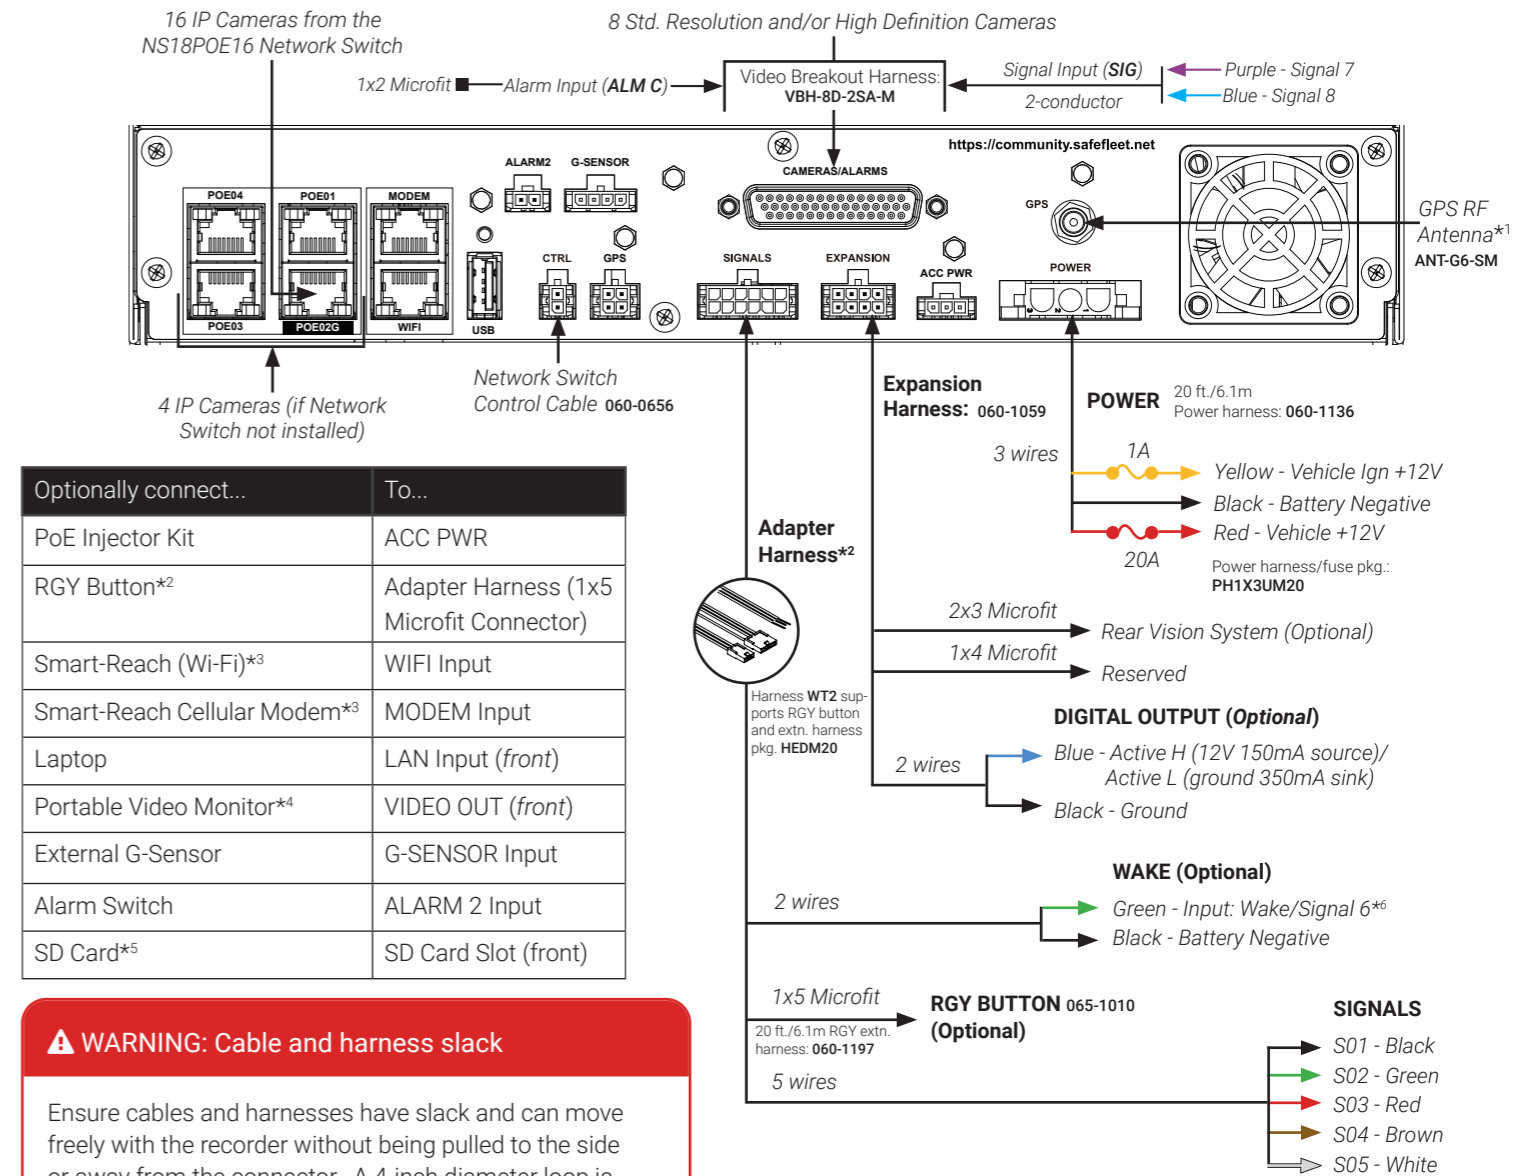 16 IP Cameras from the
NS18POE16 Network Switch
8 Std. Resolution and/or High Definition Cameras
1x2 Microfit
Alarm Input (ALM C)
Video Breakout Harness:
VBH-8D-2SA-M
Signal Input (SIG)
2-conductor
Purple - Signal 7
Blue - Signal 8
https://community.safefleet.net
ALARM2
G-SENSOR
CAMERAS/ALARMS
POE04
POE01
MODEM
GPS
GPS RF
Antenna*1
ANT-G6-SM
CTRL
GPS
SIGNALS
EXPANSION
ACC PWR
POWER
3 2 1
POE03
POE02G
WIFI
USB
4 IP Cameras (if Network
Switch not installed)
Network Switch
Control Cable 060-0656
Expansion
Harness: 060-1059
POWER
20 ft./6.1m
Power harness: 060-1136
3 wires
1A
Yellow - Vehicle Ign +12V
Black - Battery Negative
Red - Vehicle +12V
20A
Power harness/fuse pkg.:
PH1X3UM20
Optionally connect... To...
PoE Injector Kit ACC PWR
RGY Button*2 Adapter Harness (1x5
Microfit Connector)
Smart-Reach (Wi-Fi)*3 WIFI Input
Smart-Reach Cellular Modem*3 MODEM Input
Laptop LAN Input (front)
Portable Video Monitor*4 VIDEO OUT (front)
External G-Sensor G-SENSOR Input
Alarm Switch ALARM 2 Input
SD Card*5 SD Card Slot (front)
Adapter
Harness*2
Harness WT2 sup-
ports RGY button
and extn. harness
pkg. HEDM20
2x3 Microfit
Rear Vision System (Optional)
1x4 Microfit
Reserved
DIGITAL OUTPUT (Optional)
2 wires
Blue - Active H (12V 150mA source)/
Active L (ground 350mA sink)
Black - Ground
WAKE (Optional)
2 wires
Green - Input: Wake/Signal 6*6
Black - Battery Negative
1x5 Microfit
20 ft./6.1m RGY extn.
harness: 060-1197
RGY BUTTON 065-1010
(Optional)
5 wires
SIGNALS
S01 - Black
S02 - Green
S03 - Red
S04 - Brown
S05 - White
WARNING: Cable and harness slack
Ensure cables and harnesses have slack and can move
freely with the recorder without being pulled to the side
or away from the connector. A 4 inch diameter loop is